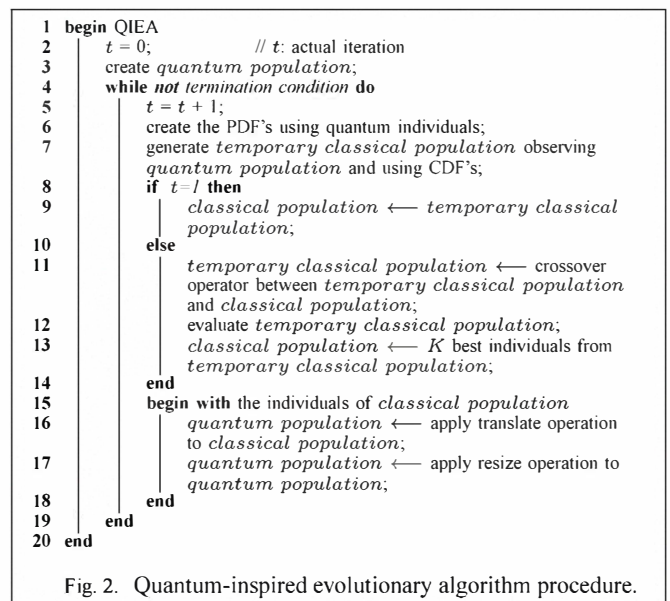 1 begin QIEA
2 t = 0; // t: actual iteration
3 create quantum population;
4 while not termination condition do
5 t = t + 1;
6 create the PDF's using quantum individuals;
7 generate temporary classical population observing
quantum population and using CDF's;
8 if t=1 then
9 classical population ⟵ temporary classical
population;
10 else
11 temporary classical population ⟵ crossover
operator between temporary classical population
and classical population;
12 evaluate temporary classical population;
13 classical population ⟵ K best individuals from
temporary classical population;
14 end
15 begin with the individuals of classical population
16 quantum population ⟵ apply translate operation
to classical population;
17 quantum population ⟵ apply resize operation to
quantum population;
18 end
19 end
20 end
Fig. 2. Quantum-inspired evolutionary algorithm procedure.